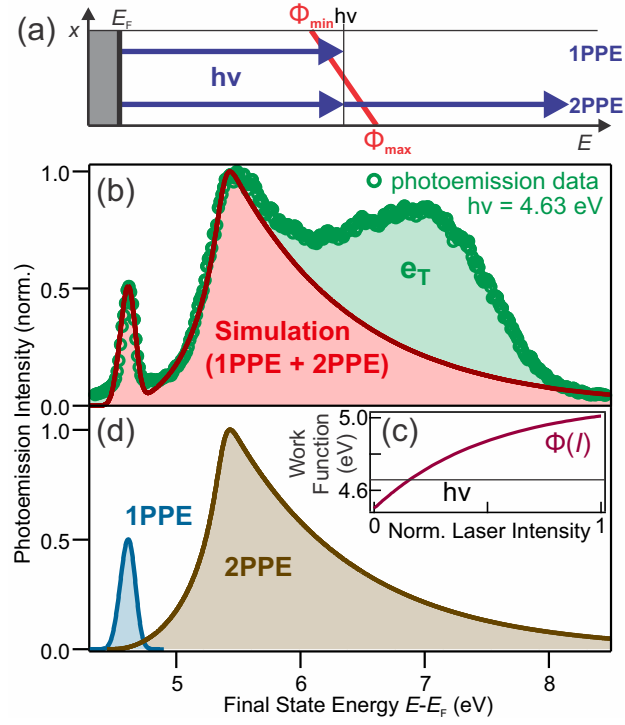 (a)
x
E_F
Φ_min hν
1PPE
hν
2PPE
Φ_max
E
(b)
photoemission data
hν = 4.63 eV
e_T
Simulation
(1PPE + 2PPE)
1.0
0.5
0.0
Photoemission Intensity (norm.)
(d)
1PPE
2PPE
1.0
0.5
0.0
(c)
Work
Function
(eV)
5.0
4.6
Φ(I)
hν
0
1
Norm. Laser Intensity
5
6
7
8
Final State Energy E-E_F (eV)